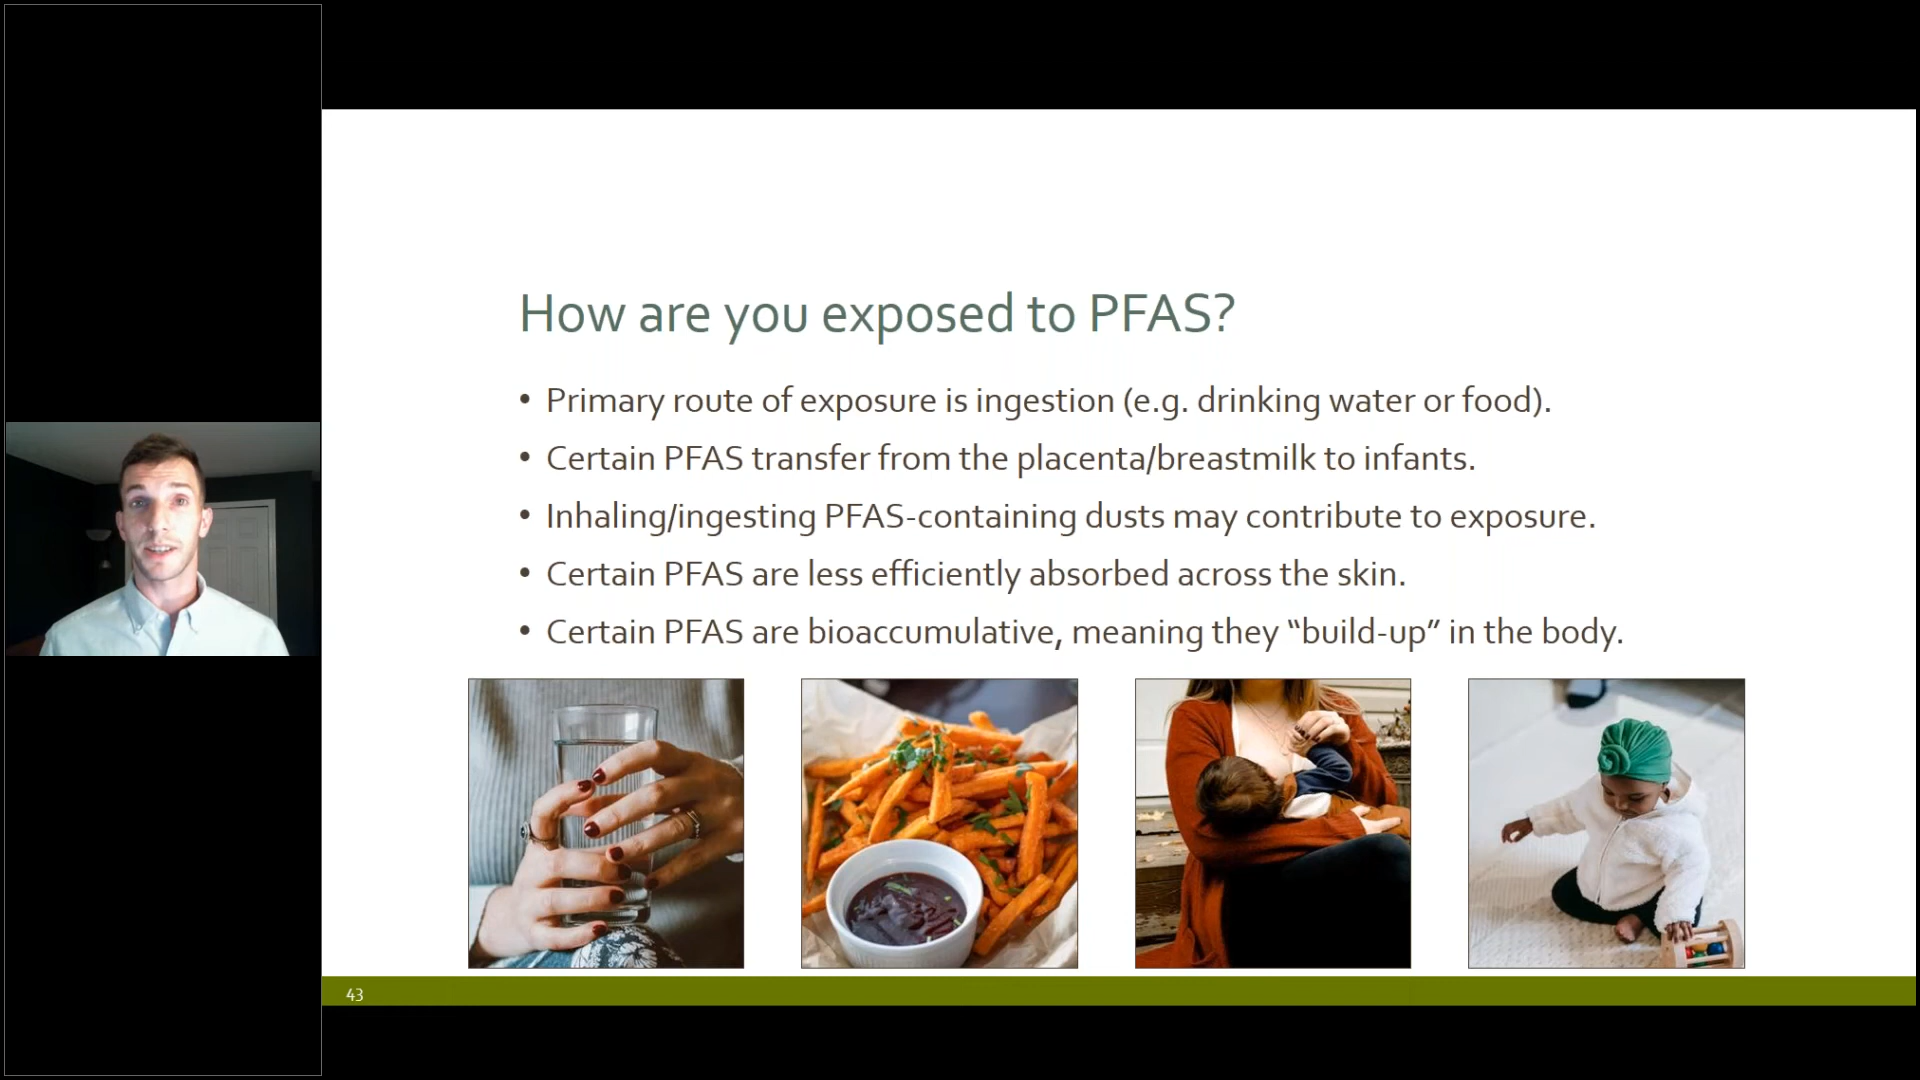 How are you exposed to PFAS?
• Primary route of exposure is ingestion (e.g. drinking water or food).
• Certain PFAS transfer from the placenta/breastmilk to infants.
• Inhaling/ingesting PFAS-containing dusts may contribute to exposure.
• Certain PFAS are less efficiently absorbed across the skin.
• Certain PFAS are bioaccumulative, meaning they “build-up” in the body.
43